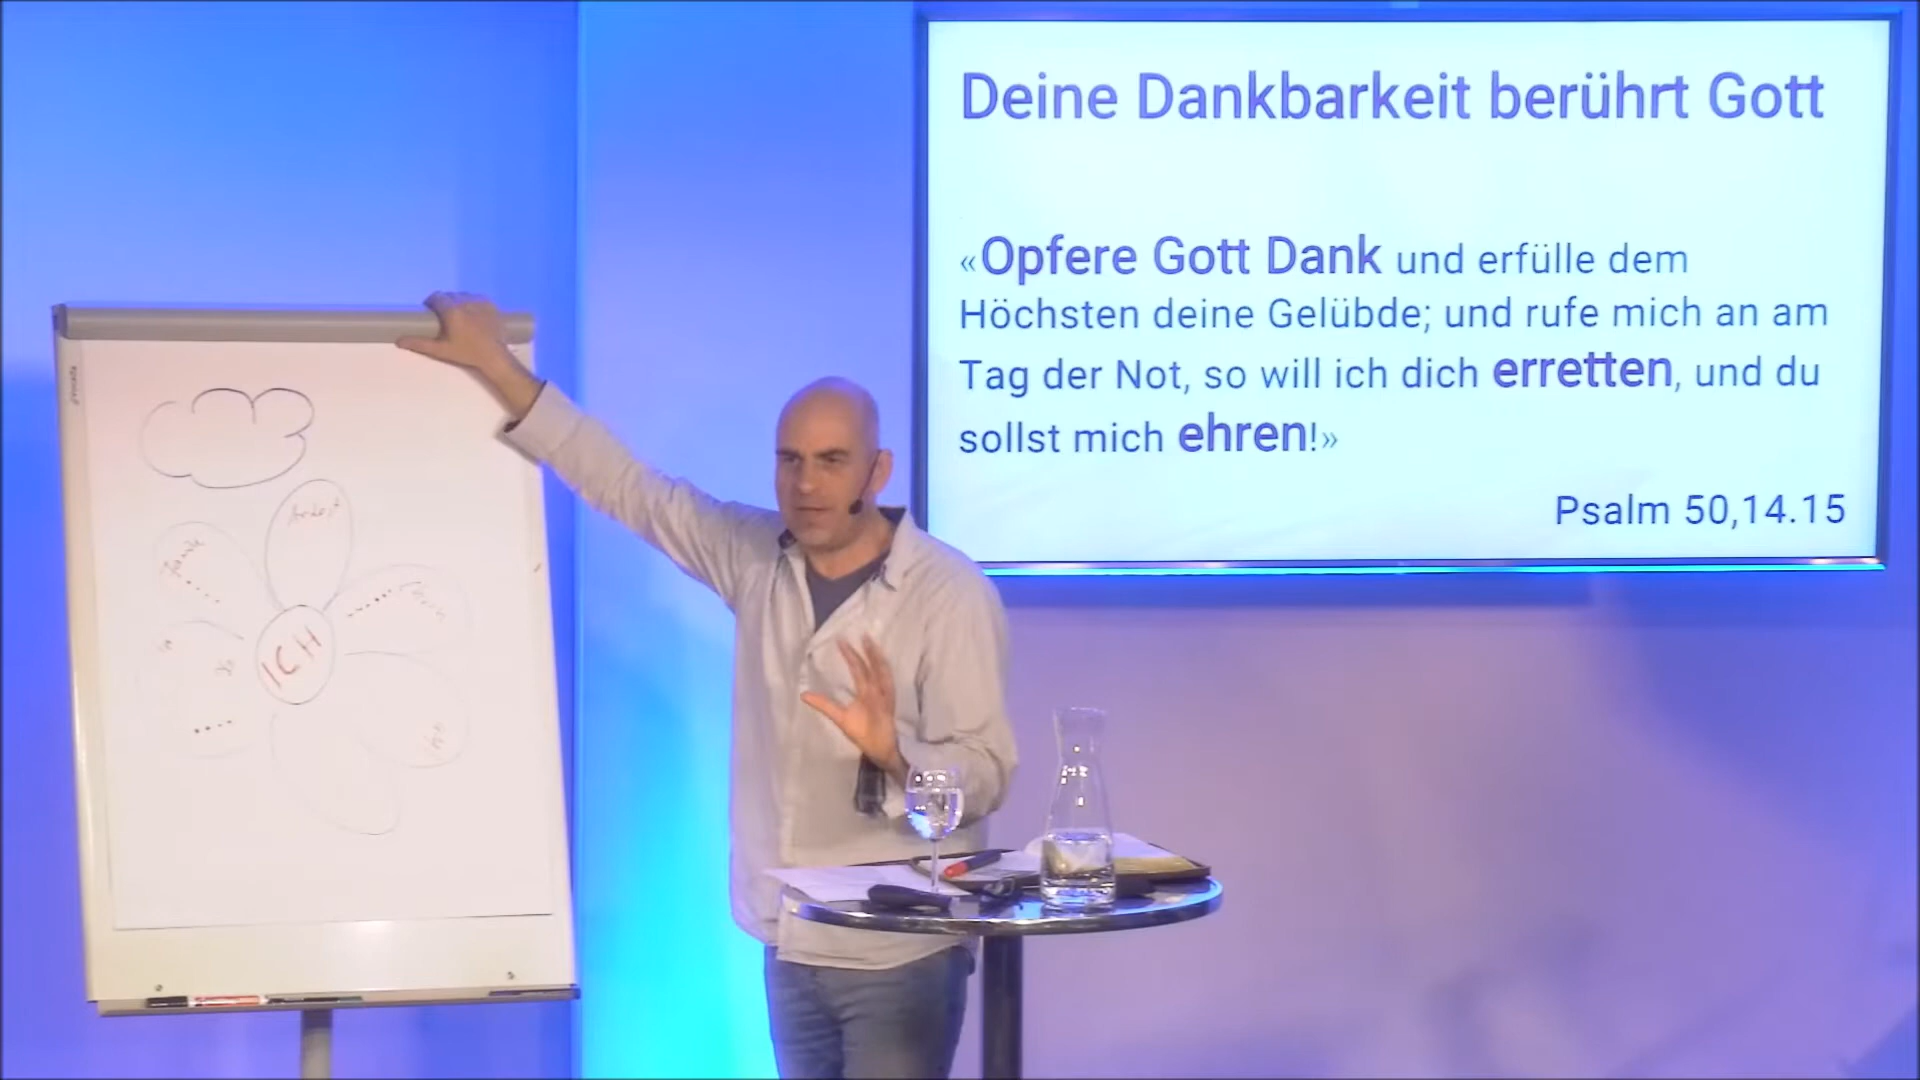 Deine Dankbarkeit berührt Gott
«Opfere Gott Dank und erfülle dem
Höchsten deine Gelübde; und rufe mich an am
Tag der Not, so will ich dich erretten, und du
sollst mich ehren!»
Psalm 50,14.15
ICH